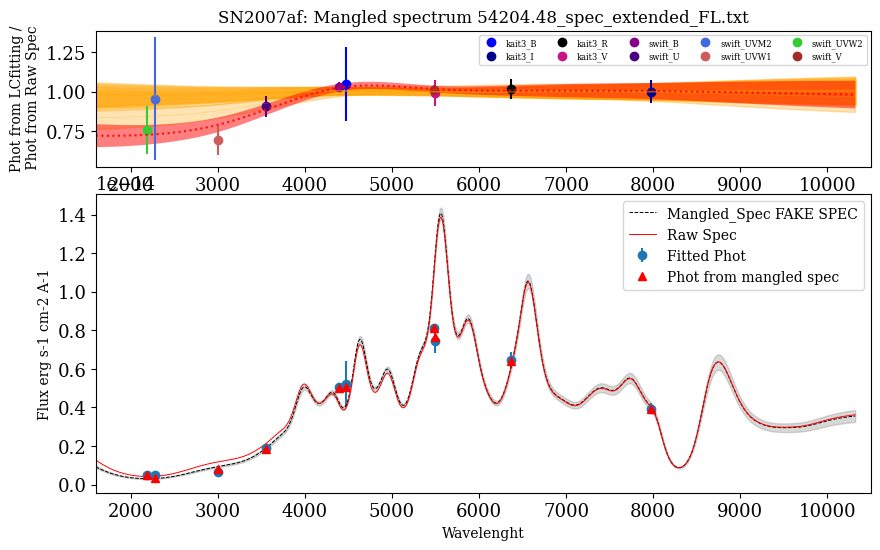 SN2007af: Mangled spectrum 54204.48_spec_extended_FL.txt
Phot from LCfitting /
Phot from Raw Spec
1.25
1.00
0.75
kait3_B kait3_R swift_B swift_UVM2 swift_UVW2
kait3_I kait3_V swift_U swift_UVW1 swift_V
2000 3000 4000 5000 6000 7000 8000 9000 10000
Flux erg s-1 cm-2 A-1
1.4
1.2
1.0
0.8
0.6
0.4
0.2
0.0
Mangled_Spec FAKE SPEC
Raw Spec
Fitted Phot
Phot from mangled spec
2000 3000 4000 5000 6000 7000 8000 9000 10000
Wavelenght